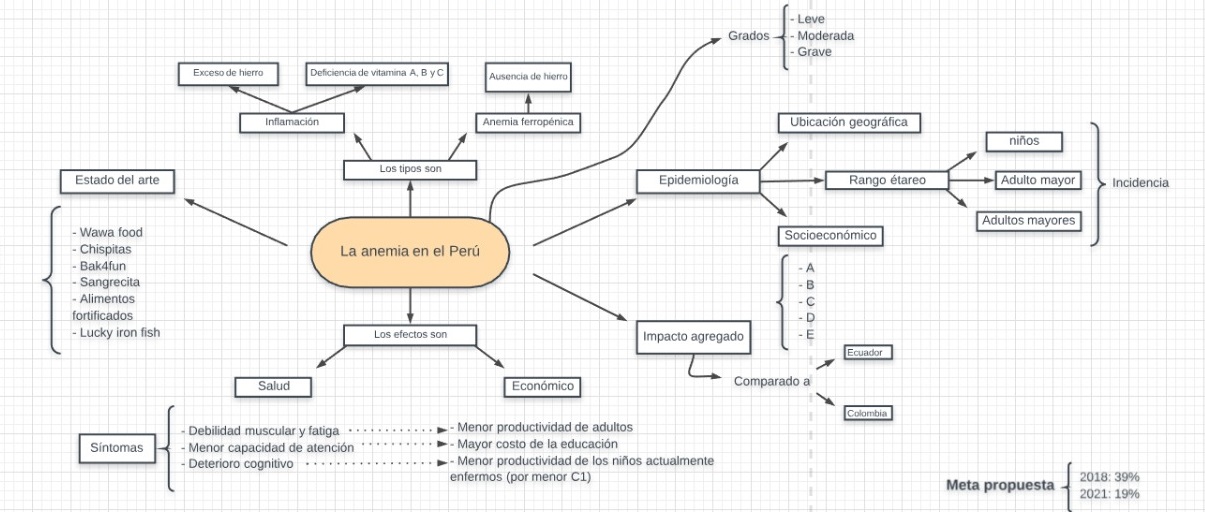 Grados
- Leve
- Moderada
- Grave
Exceso de hierro
Deficiencia de vitamina A, B y C
Ausencia de hierro
Inflamación
Anemia ferropénica
Los tipos son
Ubicación geográfica
niños
Estado del arte
Epidemiología
Rango étareo
Adulto mayor
Incidencia
Adultos mayores
Socioeconómico
- Wawa food
- Chispitas
- Bak4fun
- Sangrecita
- Alimentos
fortificados
- Lucky iron fish
La anemia en el Perú
- A
- B
- C
- D
- E
Los efectos son
Impacto agregado
Ecuador
Comparado a
Colombia
Salud
Económico
Síntomas
- Debilidad muscular y fatiga
- Menor capacidad de atención
- Deterioro cognitivo
- Menor productividad de adultos
- Mayor costo de la educación
- Menor productividad de los niños actualmente
enfermos (por menor C1)
Meta propuesta
2018: 39%
2021: 19%